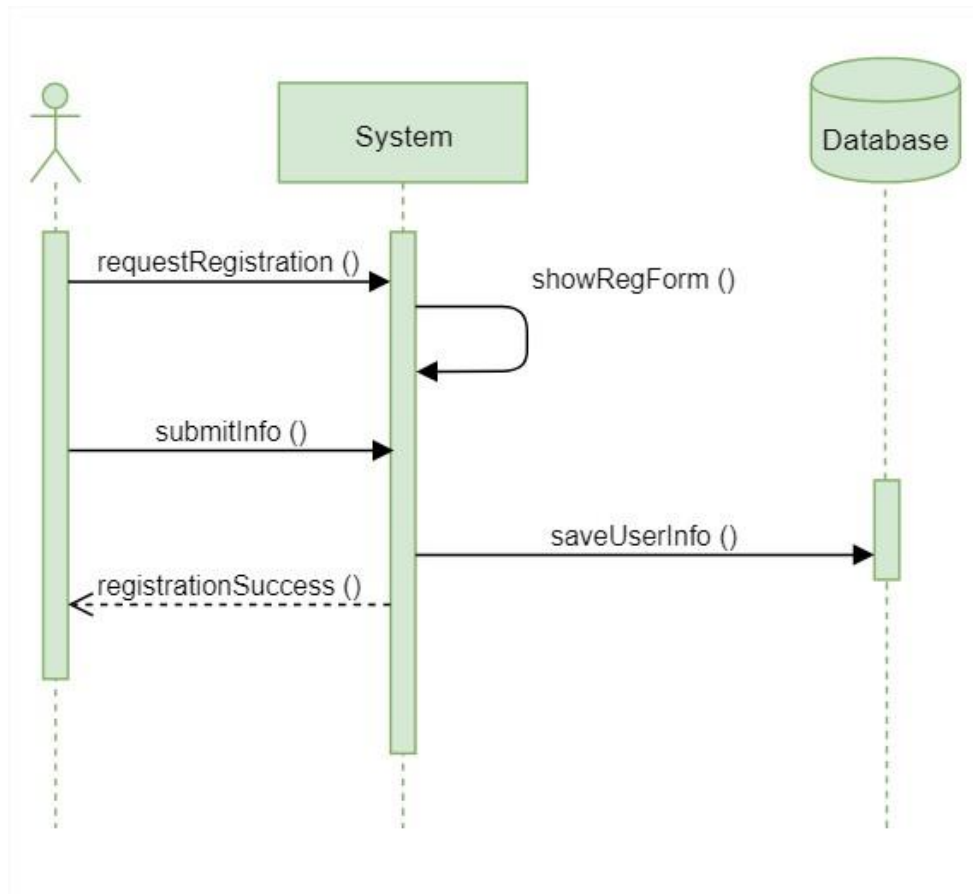 System
Database
requestRegistration ()
showRegForm ()
submitInfo ()
saveUserInfo ()
registrationSuccess ()